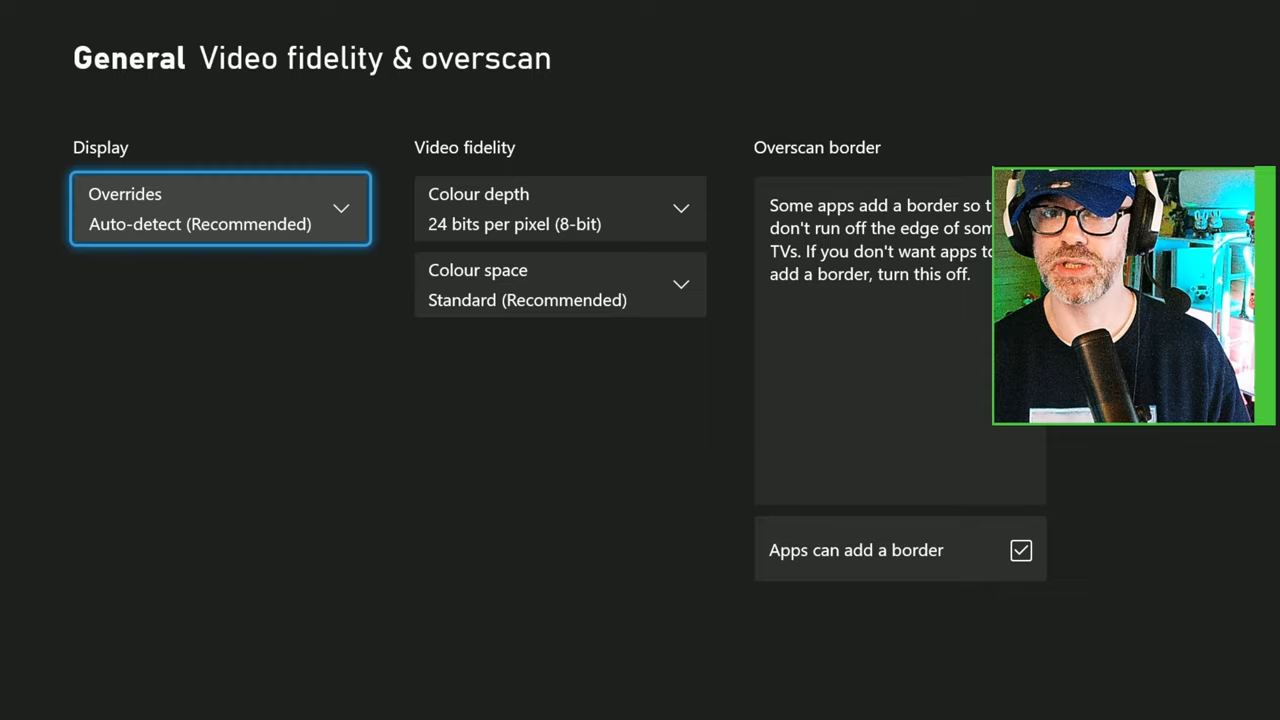 General Video fidelity & overscan
Display
Overrides
Auto-detect (Recommended)
Video fidelity
Colour depth
24 bits per pixel (8-bit)
Colour space
Standard (Recommended)
Overscan border
Some apps add a border so
don't run off the edge of
TVs. If you don't want apps
add a border, turn this off.
Apps can add a border